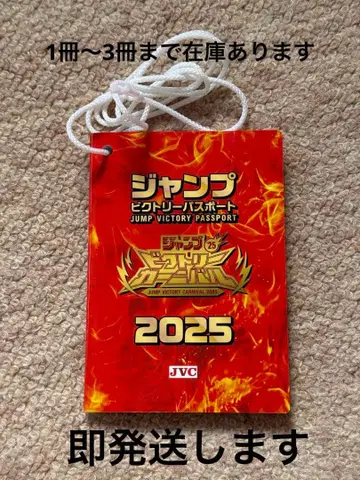 1冊〜3冊まで在庫あります
ジャンプ
ビクトリーパスポート
JUMP VICTORY PASSPORT
ジャンプ 25
ビクトリー
カーニバル
JUMP VICTORY CARNIVAL 2025
2025
JVC
即発送します